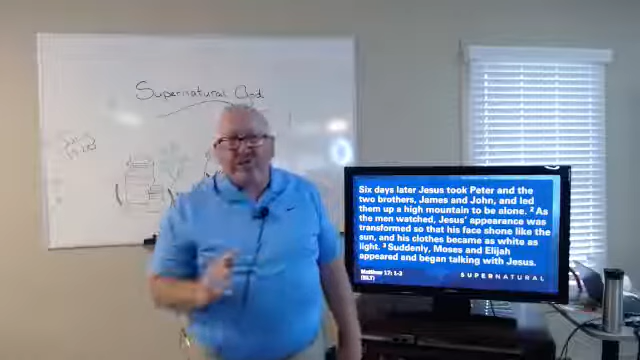 Supernatural God
Six days later Jesus took Peter and the
two brothers, James and John, and led
them up a high mountain to be alone. ² As
the men watched, Jesus’ appearance was
transformed so that his face shone like the
sun, and his clothes became as white as
light. ³ Suddenly, Moses and Elijah
appeared and began talking with Jesus.
Matthew 17: 1-3
(NLT)
SUPERNATURAL